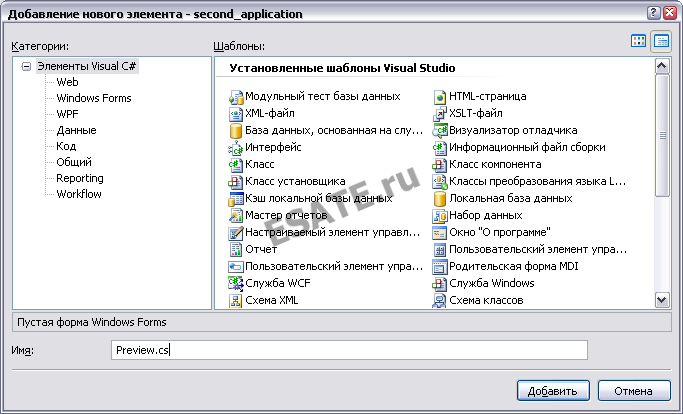 Добавление нового элемента - second_application
Категории:
Шаблоны:
Элементы Visual C#
Web
Windows Forms
WPF
Данные
Код
Общий
Reporting
Workflow
Установленные шаблоны Visual Studio
Модульный тест базы данных
HTML-страница
XML-файл
XSLT-файл
База данных, основанная на слу...
Визуализатор отладчика
Интерфейс
Информационный файл сборки
Класс
Класс компонента
Класс установщика
Классы преобразования языка L...
Кэш локальной базы данных
Локальная база данных
Мастер отчетов
Набор данных
Настраиваемый элемент управл...
Окно "О программе"
Отчет
Пользовательский элемент упра...
Пользовательский элемент упра...
Родительская форма MDI
Служба WCF
Служба Windows
Схема XML
Схема классов
ESATE.ru
Пустая форма Windows Forms
Имя:
Preview.cs
Добавить
Отмена